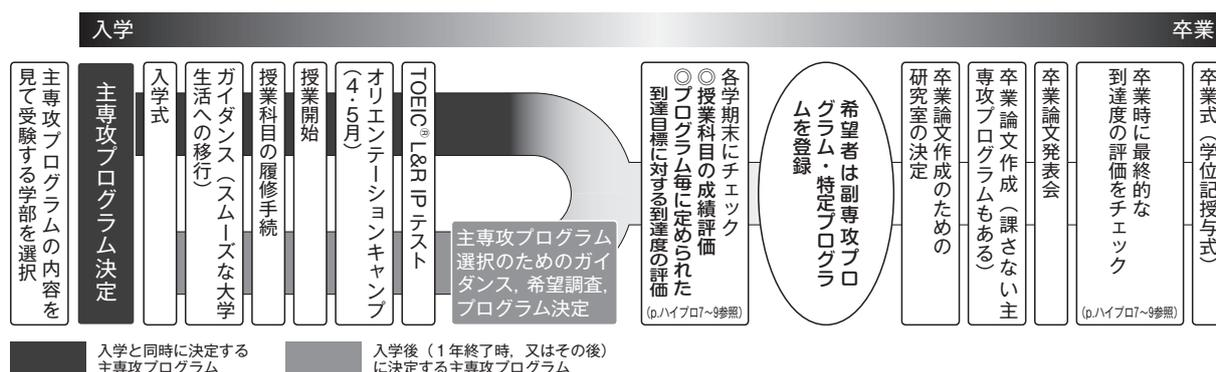 入学
卒業
主専攻プログラムの内容を
見て受験する学部を選択
主専攻プログラム決定
入学式
ガイダンス（スムーズな大学
生活への移行）
授業科目の履修手続
授業開始
オリエンテーションキャンプ
（４・５月）
TOEIC® L&R IP テスト
主専攻プログラム
選択のためのガイ
ダンス，希望調査，
プログラム決定
各学期末にチェック
◎授業科目の成績評価
◎プログラム毎に定められた
到達目標に対する到達度の評価
(p.ハイプロ7～9参照)
希望者は副専攻プロ
グラム・特定プログラ
ムを登録
卒業論文作成のための
研究室の決定
卒業論文作成（課さない主
専攻プログラムもある）
卒業論文発表会
卒業時に最終的な
到達度の評価をチェック
(p.ハイプロ7～9参照)
卒業式（学位記授与式）
入学と同時に決定する
主専攻プログラム
入学後（１年終了時，又はその後）
に決定する主専攻プログラム